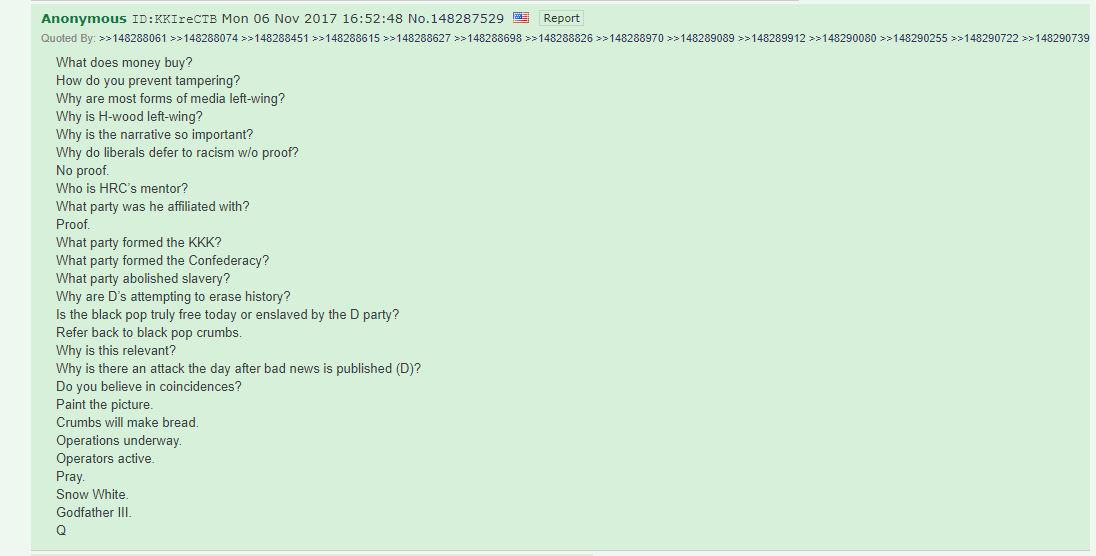 Anonymous ID:KKIreCTB Mon 06 Nov 2017 16:52:48 No.148287529 Report
Quoted By: >>148288061 >>148288074 >>148288451 >>148288615 >>148288627 >>148288698 >>148288826 >>148288970 >>148289089 >>148289912 >>148290080 >>148290255 >>148290722 >>148290739
What does money buy?
How do you prevent tampering?
Why are most forms of media left-wing?
Why is H-wood left-wing?
Why is the narrative so important?
Why do liberals defer to racism w/o proof?
No proof.
Who is HRC’s mentor?
What party was he affiliated with?
Proof.
What party formed the KKK?
What party formed the Confederacy?
What party abolished slavery?
Why are D’s attempting to erase history?
Is the black pop truly free today or enslaved by the D party?
Refer back to black pop crumbs.
Why is this relevant?
Why is there an attack the day after bad news is published (D)?
Do you believe in coincidences?
Paint the picture.
Crumbs will make bread.
Operations underway.
Operators active.
Pray.
Snow White.
Godfather III.
Q